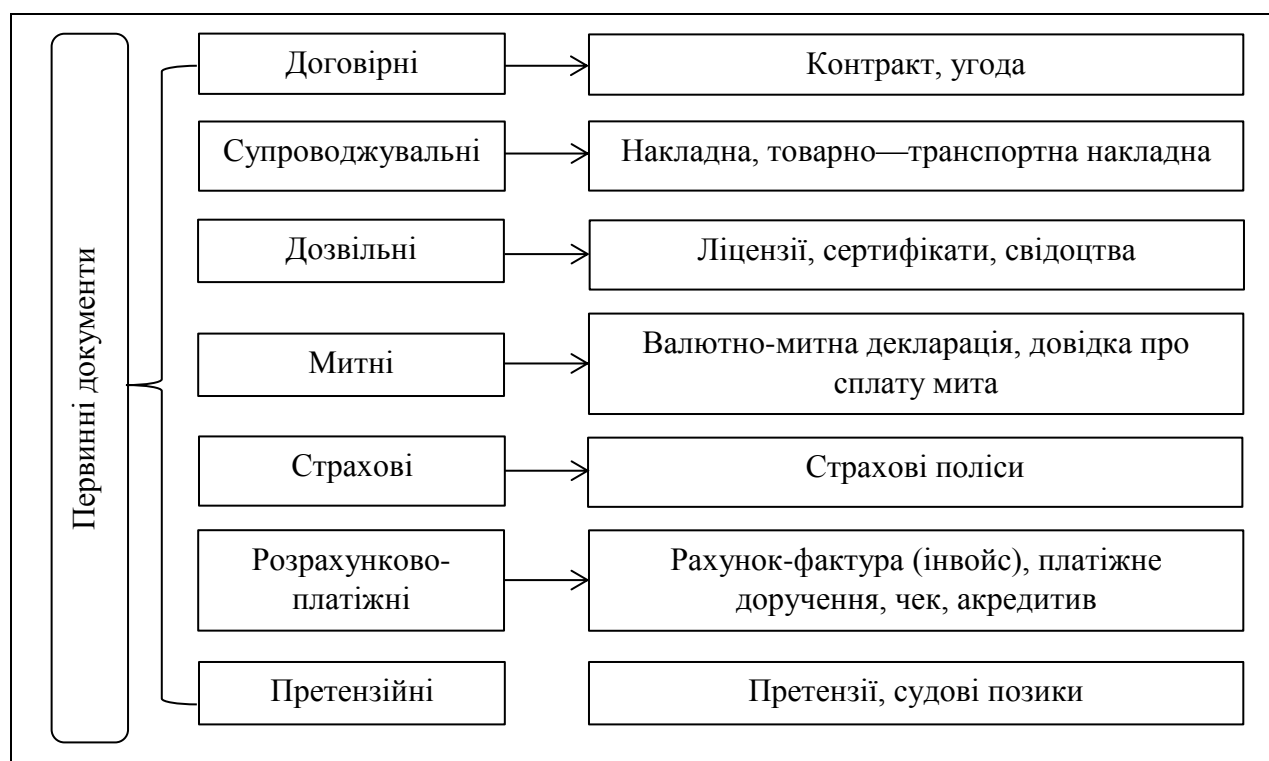 Первинні документи
Договірні
Контракт, угода
Супроводжувальні
Накладна, товарно—транспортна накладна
Дозвільні
Ліцензії, сертифікати, свідоцтва
Митні
Валютно-митна декларація, довідка про
сплату мита
Страхові
Страхові поліси
Розрахунково-
платіжні
Рахунок-фактура (інвойс), платіжне
доручення, чек, акредитив
Претензійні
Претензії, судові позики